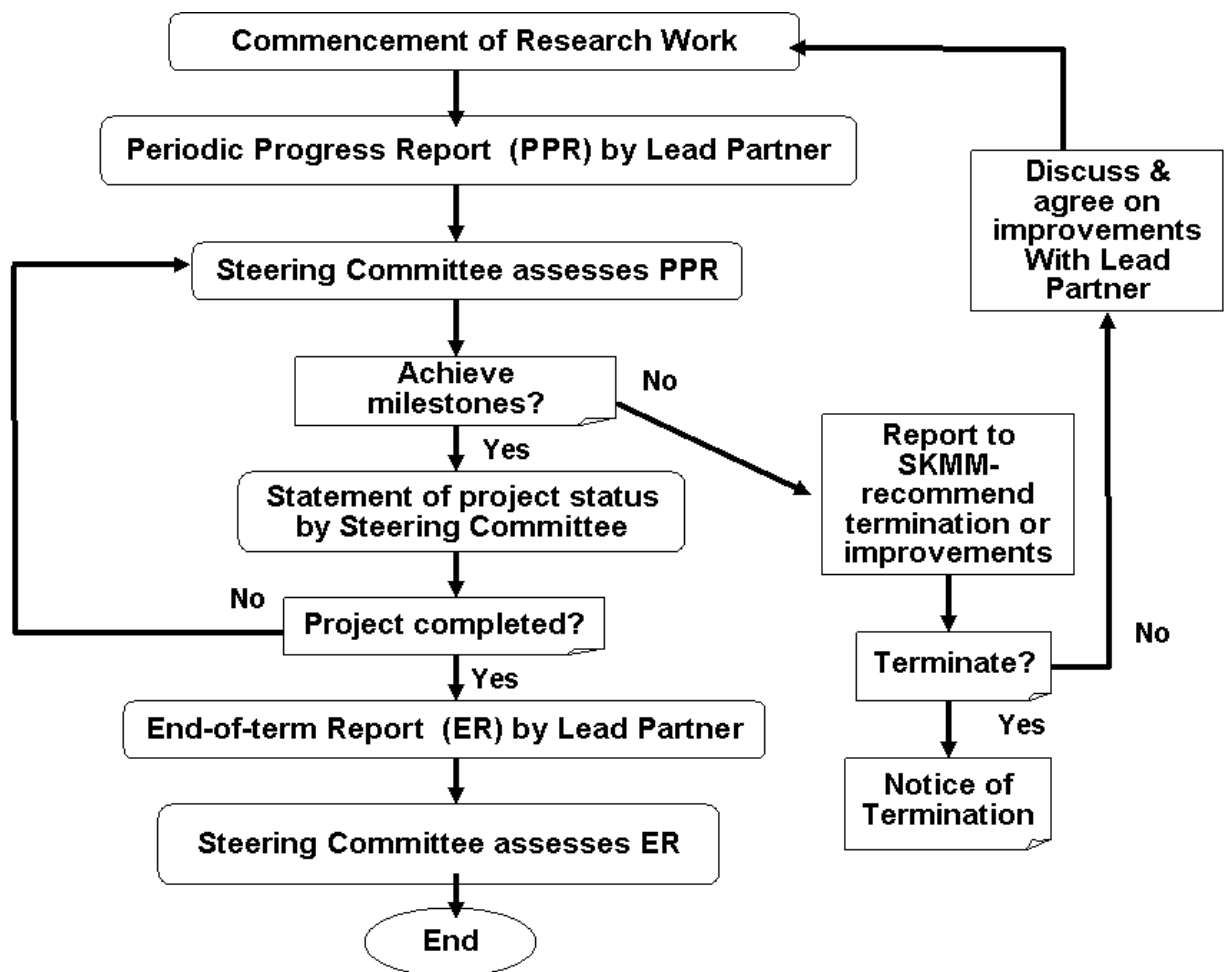 Commencement of Research Work
Periodic Progress Report (PPR) by Lead Partner
Steering Committee assesses PPR
Achieve
milestones?
No
Yes
Statement of project status
by Steering Committee
No
Project completed?
Yes
End-of-term Report (ER) by Lead Partner
Steering Committee assesses ER
End
Report to
SKMM-
recommend
termination or
improvements
Terminate?
No
Yes
Notice of
Termination
Discuss &
agree on
improvements
With Lead
Partner